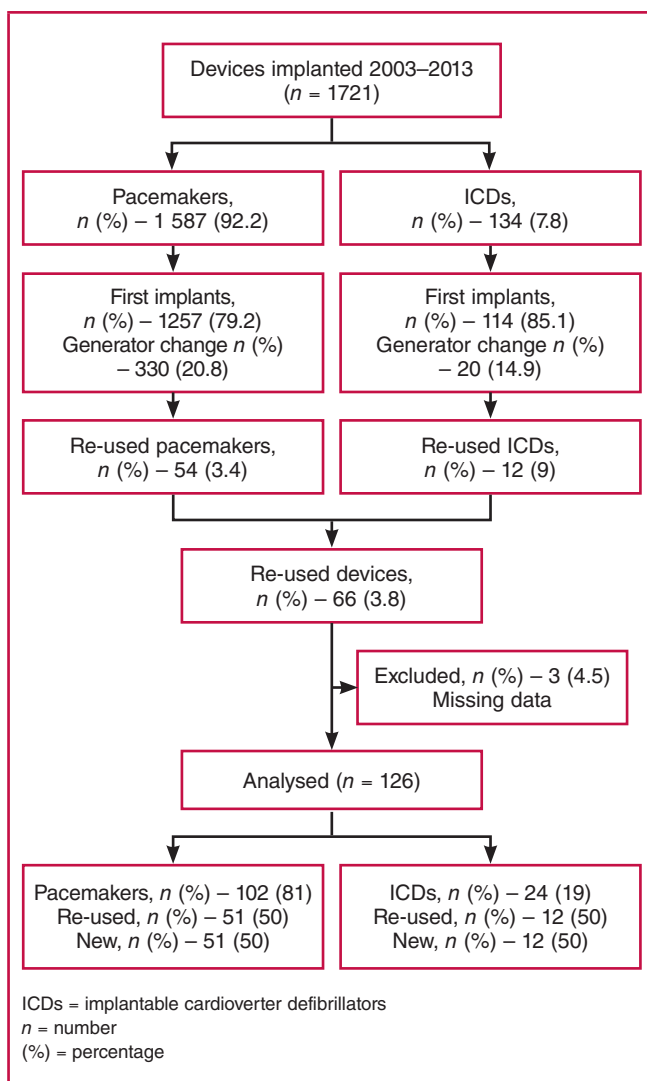 Devices implanted 2003–2013
(n = 1721)
Pacemakers,
n (%) – 1 587 (92.2)
ICDs,
n (%) – 134 (7.8)
First implants,
n (%) – 1257 (79.2)
Generator change n (%)
– 330 (20.8)
First implants,
n (%) – 114 (85.1)
Generator change n (%)
– 20 (14.9)
Re-used pacemakers,
n (%) – 54 (3.4)
Re-used ICDs,
n (%) – 12 (9)
Re-used devices,
n (%) – 66 (3.8)
Excluded, n (%) – 3 (4.5)
Missing data
Analysed (n = 126)
Pacemakers, n (%) – 102 (81)
Re-used, n (%) – 51 (50)
New, n (%) – 51 (50)
ICDs, n (%) – 24 (19)
Re-used, n (%) – 12 (50)
New, n (%) – 12 (50)
ICDs = implantable cardioverter defibrillators
n = number
(%) = percentage